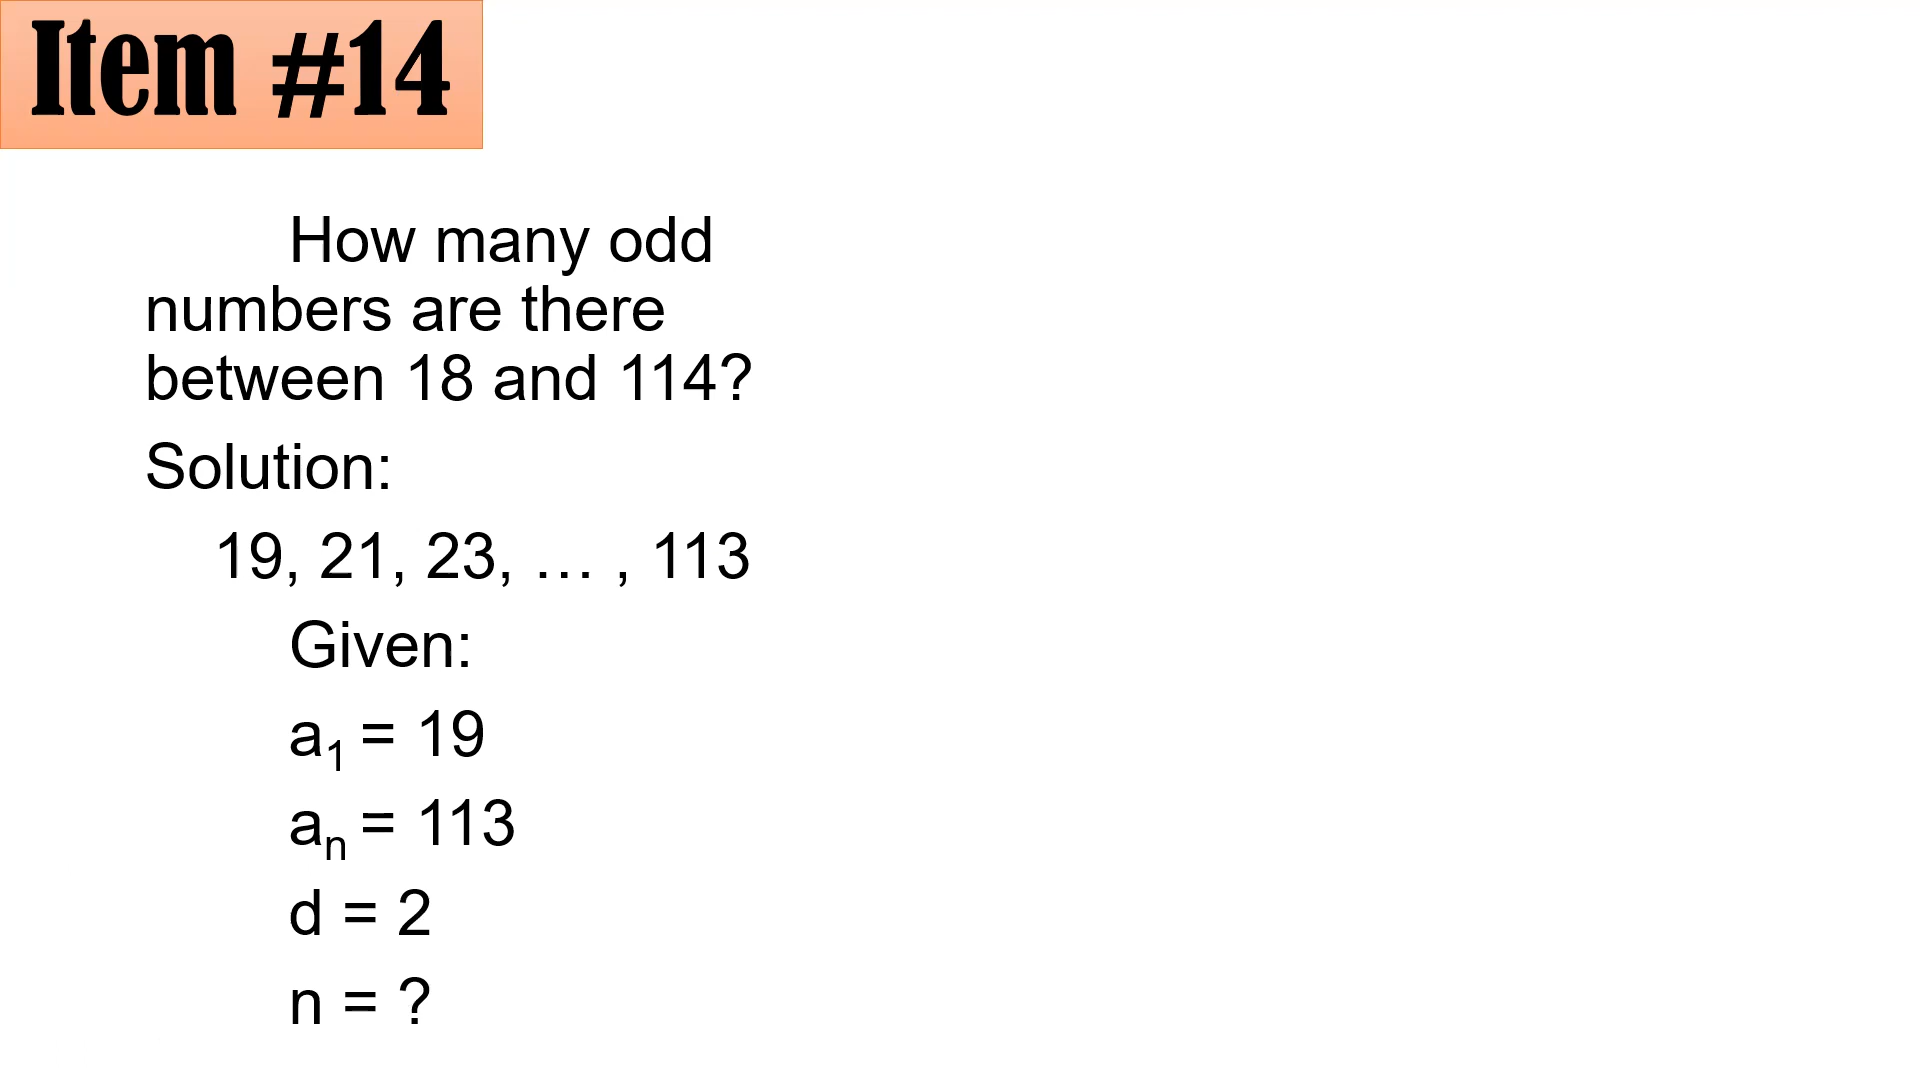 Item #14
How many odd
numbers are there
between 18 and 114?
Solution:
19, 21, 23, … , 113
Given:
a₁ = 19
aₙ = 113
d = 2
n = ?